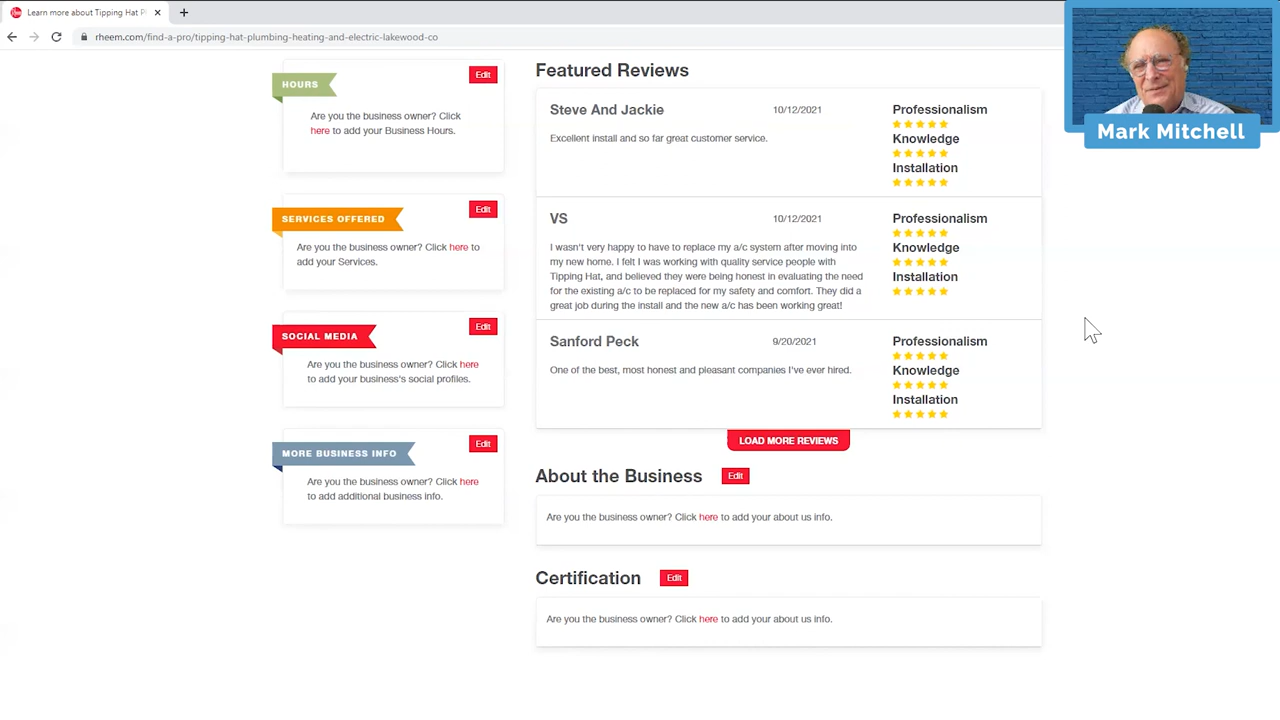 Learn more about Tipping Hat P
rheem.com/find-a-pro/tipping-hat-plumbing-heating-and-electric-lakewood-co
Mark Mitchell
HOURS
Edit
Are you the business owner? Click
here to add your Business Hours.
SERVICES OFFERED
Edit
Are you the business owner? Click here to
add your Services.
SOCIAL MEDIA
Edit
Are you the business owner? Click here
to add your business's social profiles.
MORE BUSINESS INFO
Edit
Are you the business owner? Click here
to add additional business info.
Featured Reviews
Steve And Jackie
10/12/2021
Excellent install and so far great customer service.
Professionalism
Knowledge
Installation
VS
10/12/2021
I wasn't very happy to have to replace my a/c system after moving into
my new home. I felt I was working with quality service people with
Tipping Hat, and believed they were being honest in evaluating the need
for the existing a/c to be replaced for my safety and comfort. They did a
great job during the install and the new a/c has been working great!
Professionalism
Knowledge
Installation
Sanford Peck
9/20/2021
One of the best, most honest and pleasant companies I've ever hired.
Professionalism
Knowledge
Installation
LOAD MORE REVIEWS
About the Business
Edit
Are you the business owner? Click here to add your about us info.
Certification
Edit
Are you the business owner? Click here to add your about us info.